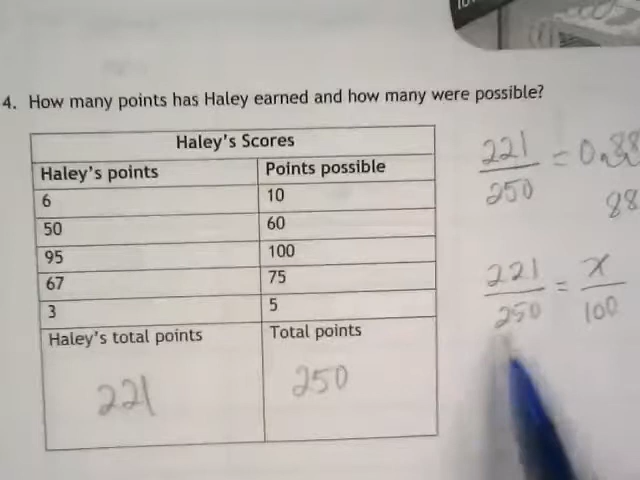 4. How many points has Haley earned and how many were possible?
Haley's Scores
Haley's points Points possible
6 10
50 60
95 100
67 75
3 5
Haley's total points Total points
221 250
221/250 = 0.88
88
221/250 = x/100